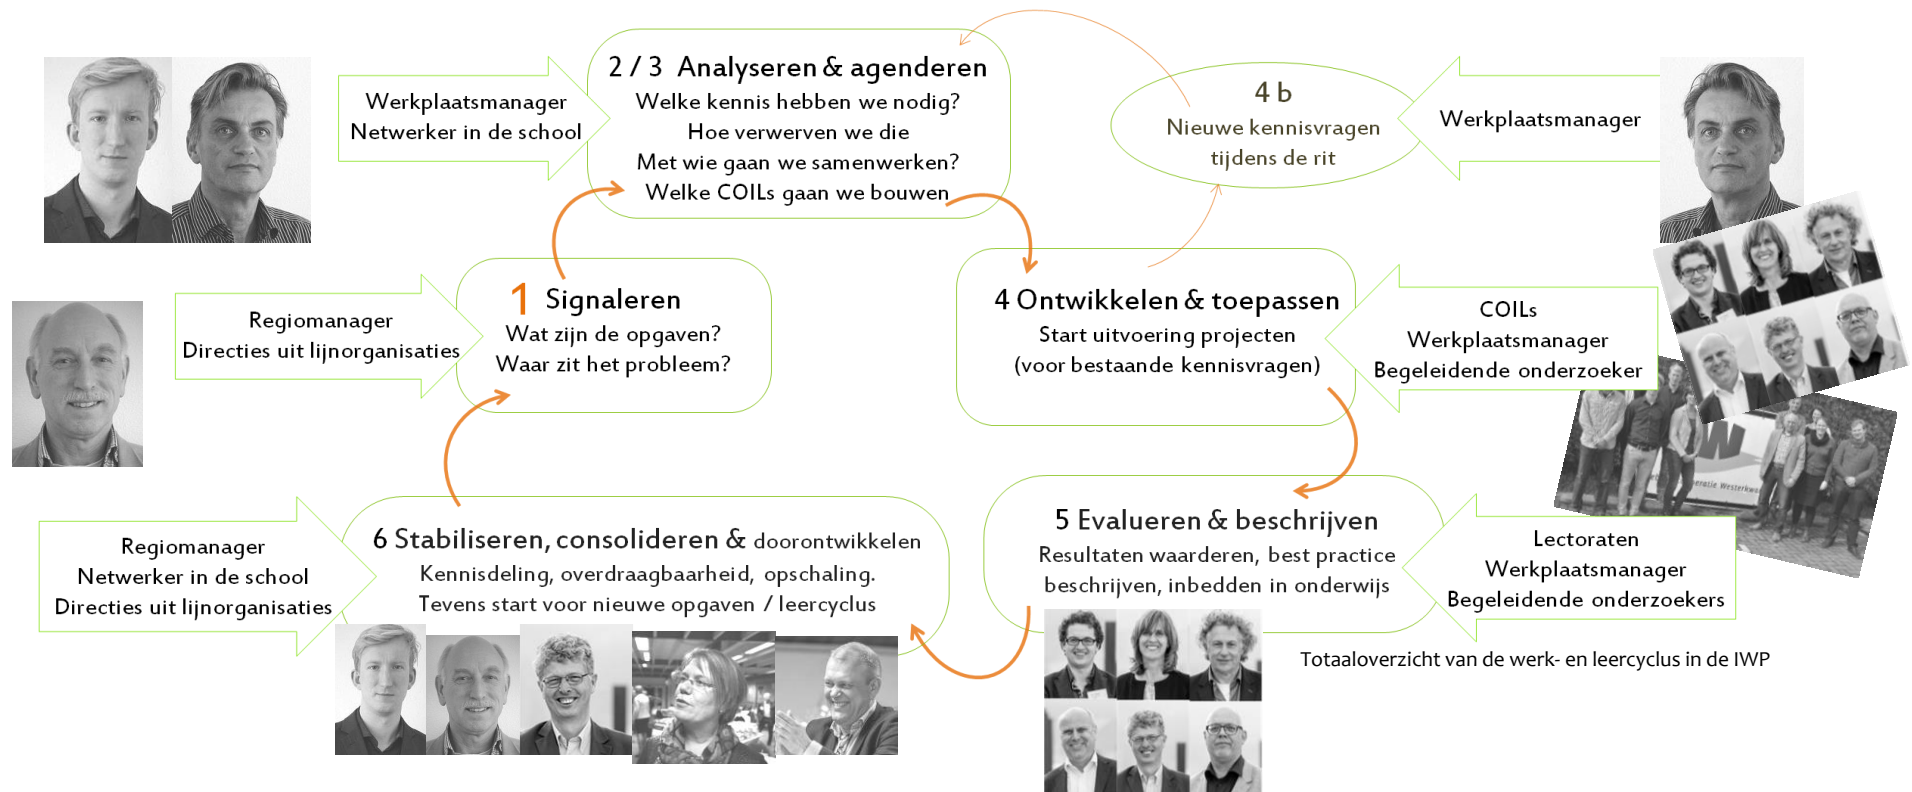 2 / 3 Analyseren & agenderen
Welke kennis hebben we nodig?
Hoe verwerven we die
Met wie gaan we samenwerken?
Welke COILs gaan we bouwen
Werkplaatsmanager
Netwerker in de school
4 b
Nieuwe kennisvragen
tijdens de rit
Werkplaatsmanager
1 Signaleren
Wat zijn de opgaven?
Waar zit het probleem?
Regiomanager
Directies uit lijnorganisaties
4 Ontwikkelen & toepassen
Start uitvoering projecten
(voor bestaande kennisvragen)
COILs
Werkplaatsmanager
Begeleidende onderzoeker
6 Stabiliseren, consolideren & doorontwikkelen
Kennisdeling, overdraagbaarheid, opschaling.
Tevens start voor nieuwe opgaven / leercyclus
Regiomanager
Netwerker in de school
Directies uit lijnorganisaties
5 Evalueren & beschrijven
Resultaten waarderen, best practice
beschrijven, inbedden in onderwijs
Lectoraten
Werkplaatsmanager
Begeleidende onderzoekers
Totaaloverzicht van de werk- en leercyclus in de IWP